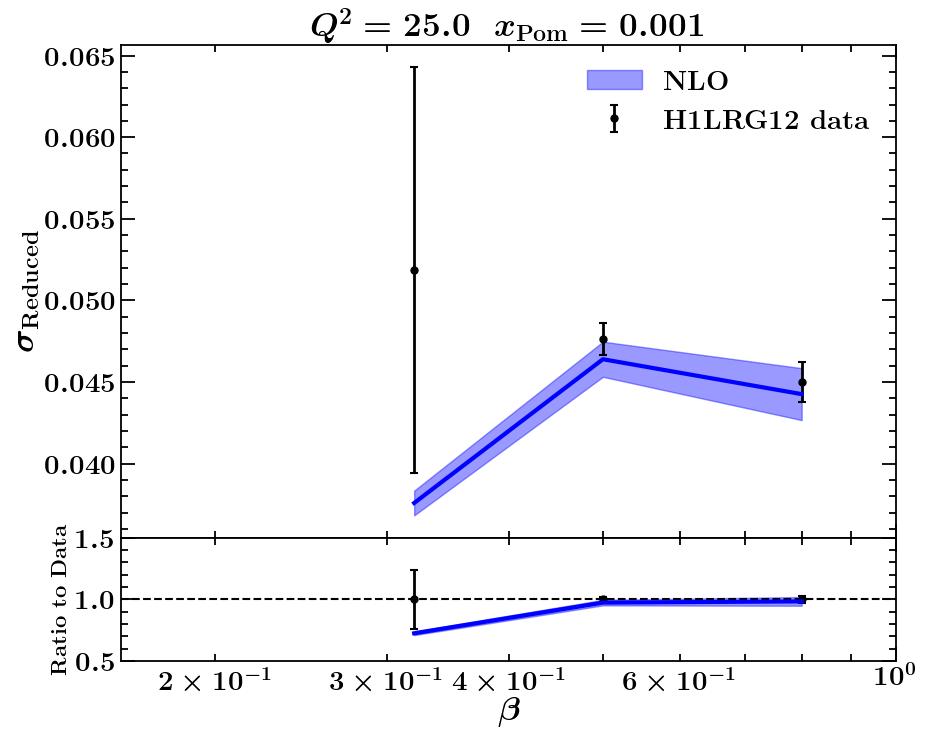 Q² = 25.0 x_Pom = 0.001
NLO
H1LRG12 data
σ_Reduced
0.065
0.060
0.055
0.050
0.045
0.040
Ratio to Data
1.5
1.0
0.5
2 × 10⁻¹ 3 × 10⁻¹ 4 × 10⁻¹ 6 × 10⁻¹ 10⁰
β